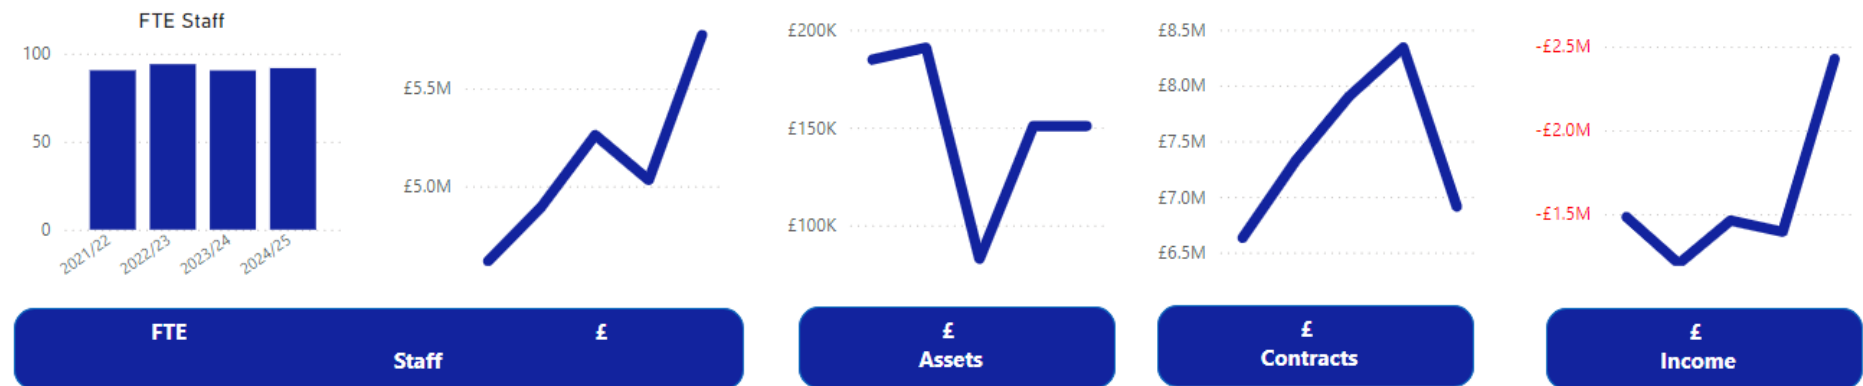 FTE Staff
100
50
0
2021/22
2022/23
2023/24
2024/25
£5.5M
£5.0M
£200K
£150K
£100K
£8.5M
£8.0M
£7.5M
£7.0M
£6.5M
-£2.5M
-£2.0M
-£1.5M
FTE £
Staff
£
Assets
£
Contracts
£
Income